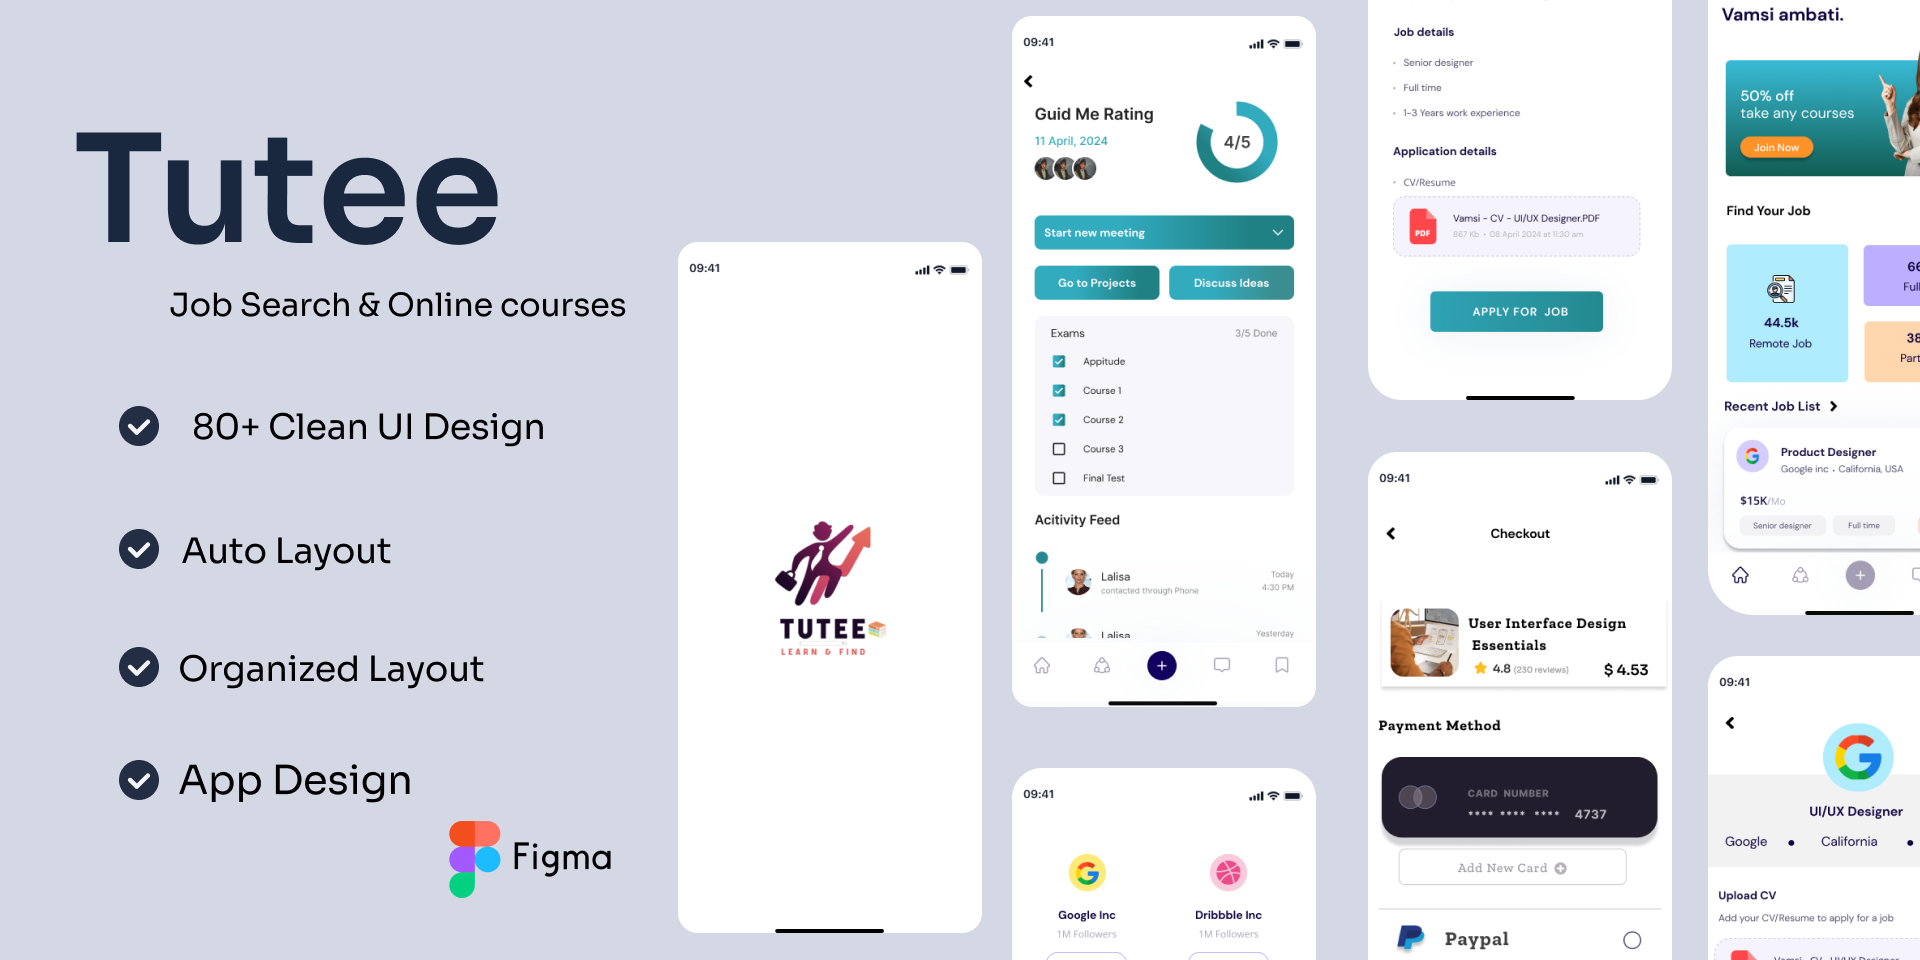 Tutee
Job Search & Online courses
80+ Clean UI Design
Auto Layout
Organized Layout
App Design
Figma
09:41
TUTEE
LEARN & FIND
09:41
Guid Me Rating
11 April, 2024
4/5
Start new meeting
Go to Projects
Discuss Ideas
Exams
3/5 Done
Appitude
Course 1
Course 2
Course 3
Final Test
Acitivity Feed
Lalisa
contacted through Phone
Today
4:30 PM
Lalisa
Yesterday
09:41
Google Inc
1M Followers
Dribbble Inc
1M Followers
Job details
Senior designer
Full time
1-3 Years work experience
Application details
CV/Resume
PDF
Vamsi - CV - UI/UX Designer.PDF
867 Kb • 08 April 2024 at 11:30 am
APPLY FOR JOB
09:41
Checkout
User Interface Design
Essentials
4.8 (230 reviews)
$ 4.53
Payment Method
CARD NUMBER
**** **** **** 4737
Add New Card
Paypal
Vamsi ambati.
50% off
take any courses
Join Now
Find Your Job
44.5k
Remote Job
66
Full
38
Part
Recent Job List
Product Designer
Google inc • California, USA
$15K/Mo
Senior designer
Full time
09:41
UI/UX Designer
Google • California •
Upload CV
Add your CV/Resume to apply for a job